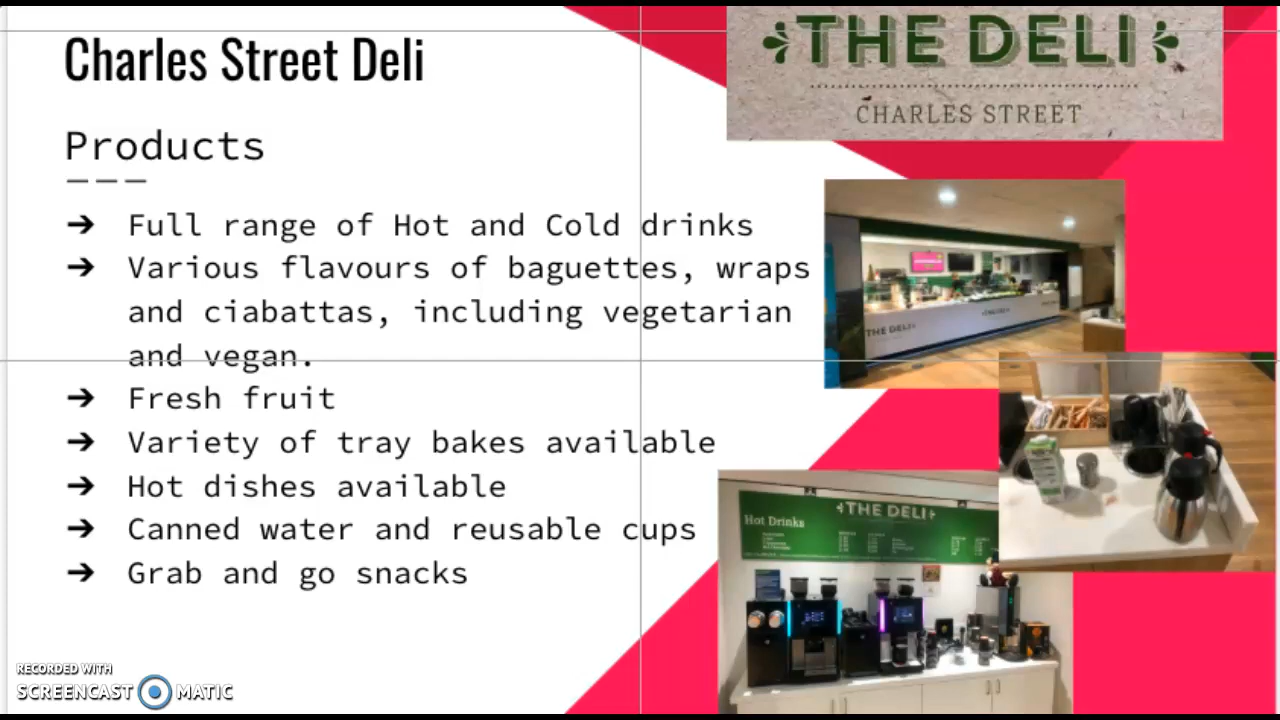 Charles Street Deli
THE DELI
CHARLES STREET
Products
➔ Full range of Hot and Cold drinks
➔ Various flavours of baguettes, wraps
and ciabattas, including vegetarian
and vegan.
➔ Fresh fruit
➔ Variety of tray bakes available
➔ Hot dishes available
➔ Canned water and reusable cups
➔ Grab and go snacks
THE DELI
THE DELI
Hot Drinks
RECORDED WITH
SCREENCAST MATIC